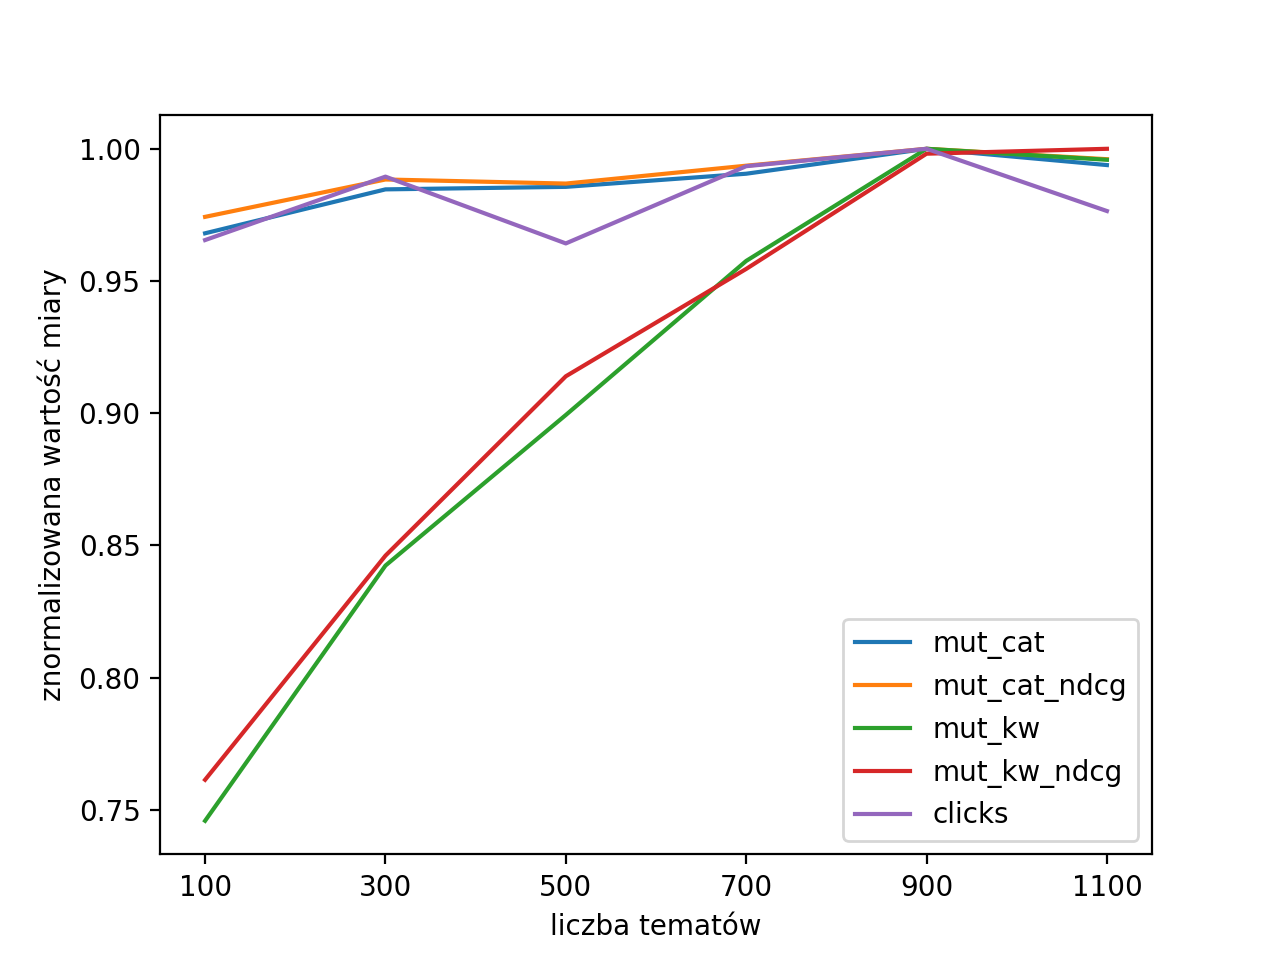 znormalizowana wartość miary
1.00
0.95
0.90
0.85
0.80
0.75
100 300 500 700 900 1100
liczba tematów
mut_cat
mut_cat_ndcg
mut_kw
mut_kw_ndcg
clicks